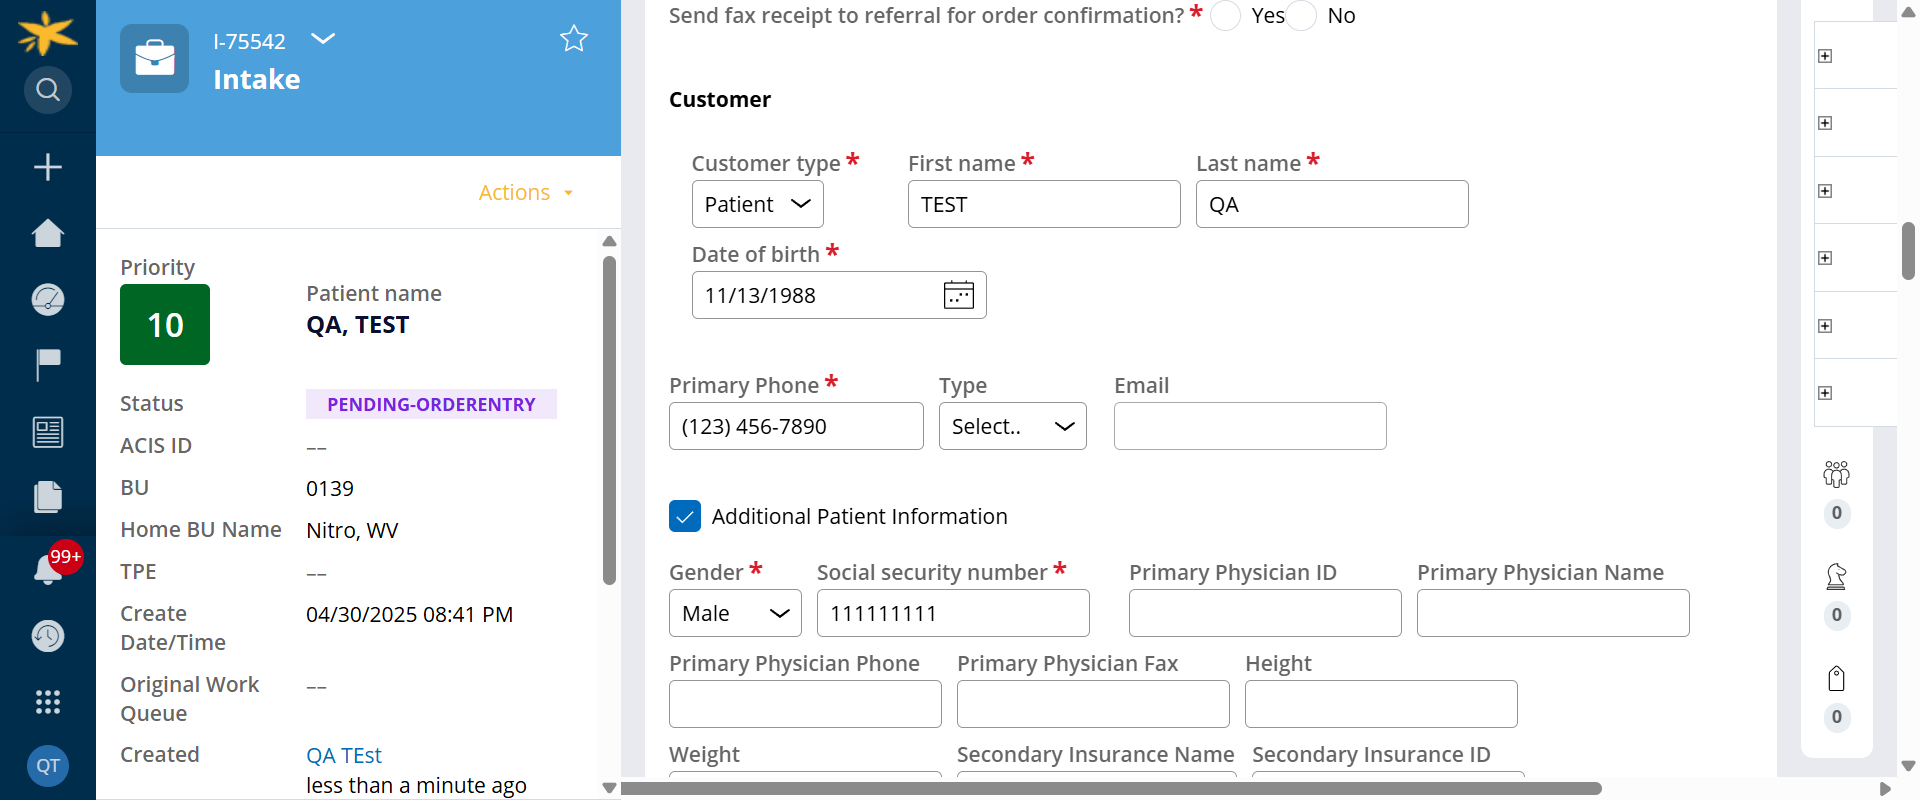 I-75542
Intake
Actions
Priority
10
Patient name
QA, TEST
Status
PENDING-ORDERENTRY
ACIS ID
––
BU
0139
Home BU Name
Nitro, WV
TPE
––
Create Date/Time
04/30/2025 08:41 PM
Original Work Queue
––
Created
QA TEst
less than a minute ago
99+
QT
Send fax receipt to referral for order confirmation? * Yes No
Customer
Customer type * First name * Last name *
Patient TEST QA
Date of birth *
11/13/1988
Primary Phone * Type Email
(123) 456-7890 Select..
Additional Patient Information
Gender * Social security number * Primary Physician ID Primary Physician Name
Male 111111111
Primary Physician Phone Primary Physician Fax Height
Weight Secondary Insurance Name Secondary Insurance ID
0
0
0